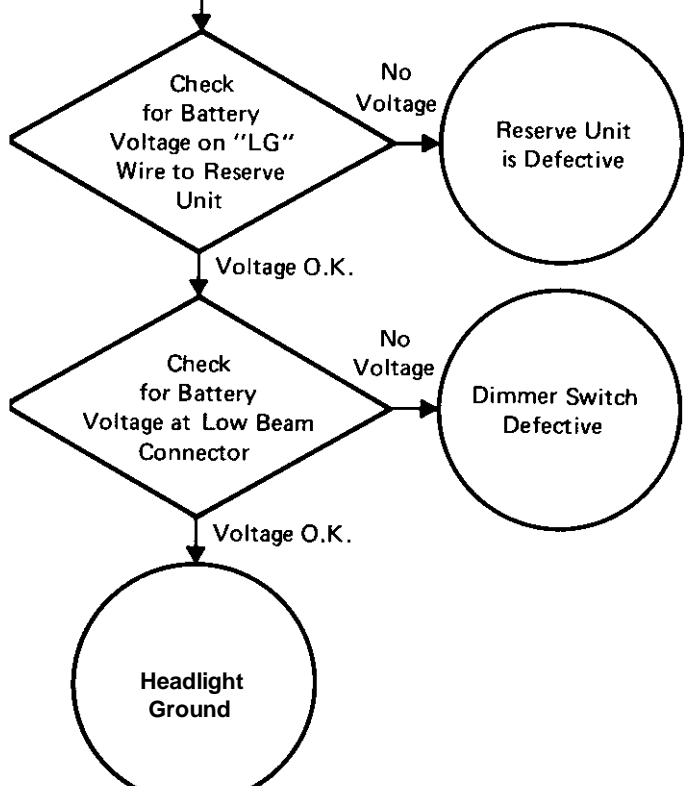 Check
for Battery
Voltage on "LG"
Wire to Reserve
Unit
No
Voltage
Reserve Unit
is Defective
Voltage O.K.
Check
for Battery
Voltage at Low Beam
Connector
No
Voltage
Dimmer Switch
Defective
Voltage O.K.
Headlight
Ground